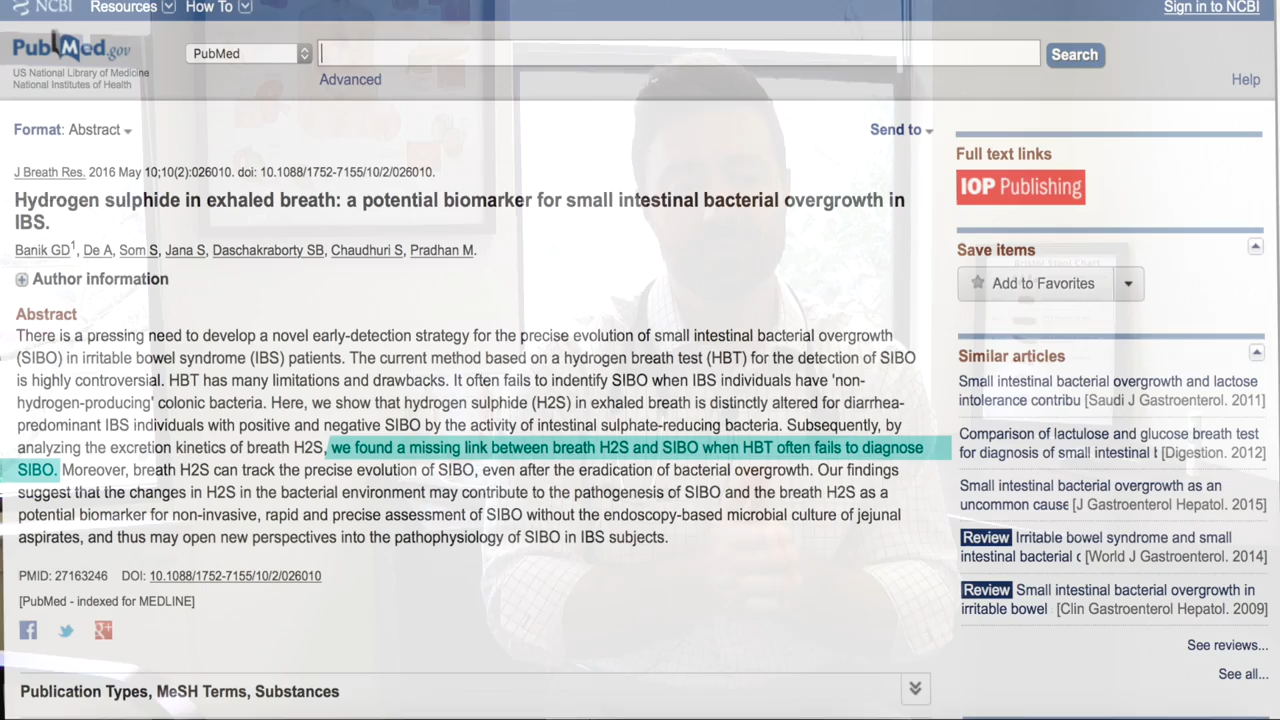 NCBI Resources How To Sign in to NCBI
PubMed.gov
US National Library of Medicine
National Institutes of Health
PubMed
Search
Advanced
Help
Format: Abstract
Send to
J Breath Res. 2016 May 10;10(2):026010. doi: 10.1088/1752-7155/10/2/026010.
Hydrogen sulphide in exhaled breath: a potential biomarker for small intestinal bacterial overgrowth in
IBS.
Banik GD1, De A, Som S, Jana S, Daschakraborty SB, Chaudhuri S, Pradhan M.
Author information
Abstract
There is a pressing need to develop a novel early-detection strategy for the precise evolution of small intestinal bacterial overgrowth
(SIBO) in irritable bowel syndrome (IBS) patients. The current method based on a hydrogen breath test (HBT) for the detection of SIBO
is highly controversial. HBT has many limitations and drawbacks. It often fails to indentify SIBO when IBS individuals have 'non-
hydrogen-producing' colonic bacteria. Here, we show that hydrogen sulphide (H2S) in exhaled breath is distinctly altered for diarrhea-
predominant IBS individuals with positive and negative SIBO by the activity of intestinal sulphate-reducing bacteria. Subsequently, by
analyzing the excretion kinetics of breath H2S, we found a missing link between breath H2S and SIBO when HBT often fails to diagnose
SIBO. Moreover, breath H2S can track the precise evolution of SIBO, even after the eradication of bacterial overgrowth. Our findings
suggest that the changes in H2S in the bacterial environment may contribute to the pathogenesis of SIBO and the breath H2S as a
potential biomarker for non-invasive, rapid and precise assessment of SIBO without the endoscopy-based microbial culture of jejunal
aspirates, and thus may open new perspectives into the pathophysiology of SIBO in IBS subjects.
PMID: 27163246 DOI: 10.1088/1752-7155/10/2/026010
[PubMed - indexed for MEDLINE]
Publication Types, MeSH Terms, Substances
Full text links
IOP Publishing
Save items
Add to Favorites
Similar articles
Small intestinal bacterial overgrowth and lactose
intolerance contribu [Saudi J Gastroenterol. 2011]
Comparison of lactulose and glucose breath test
for diagnosis of small intestinal t [Digestion. 2012]
Small intestinal bacterial overgrowth as an
uncommon cause [J Gastroenterol Hepatol. 2015]
Review Irritable bowel syndrome and small
intestinal bacterial c [World J Gastroenterol. 2014]
Review Small intestinal bacterial overgrowth in
irritable bowel [Clin Gastroenterol Hepatol. 2009]
See reviews...
See all...